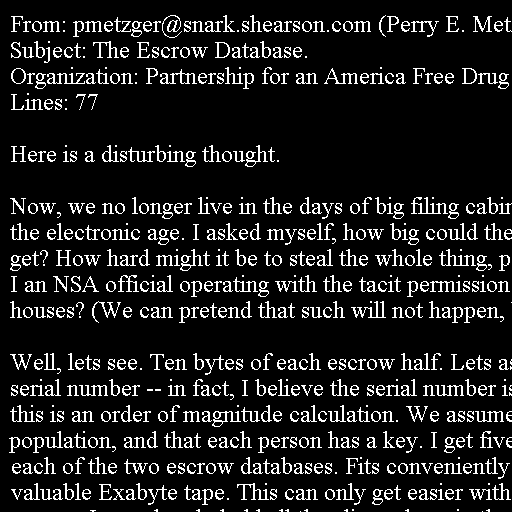 From: pmetzger@snark.shearson.com (Perry E.
Subject: The Escrow Database.
Organization: Partnership for an America Free Drug
Lines: 77

Here is a disturbing thought.

Now, we no longer live in the days of big filing
the electronic age. I asked myself, how big could
get? How hard might it be to steal the whole thing,
I an NSA official operating with the tacit permission
houses? (We can pretend that such will not happen,

Well, lets see. Ten bytes of each escrow half. Lets
serial number -- in fact, I believe the serial number
this is an order of magnitude calculation. We assume
population, and that each person has a key. I get five
each of the two escrow databases. Fits conveniently
valuable Exabyte tape. This can only get easier with